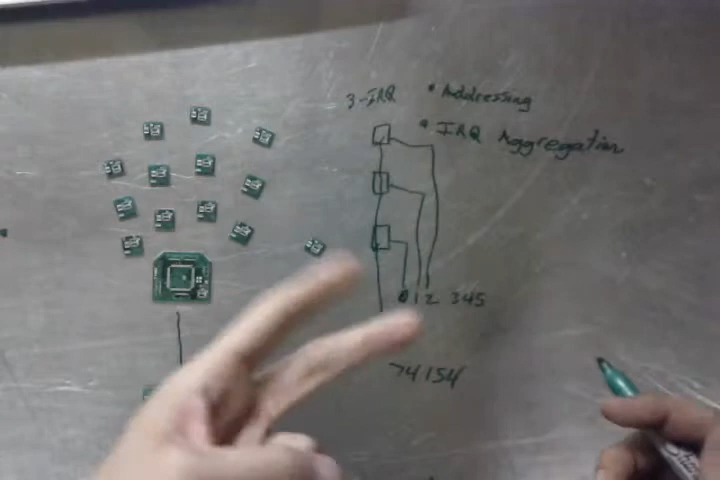 3-IRQ
• Addressing
• IRQ Aggregation
0 1 2 3 4 5
74154